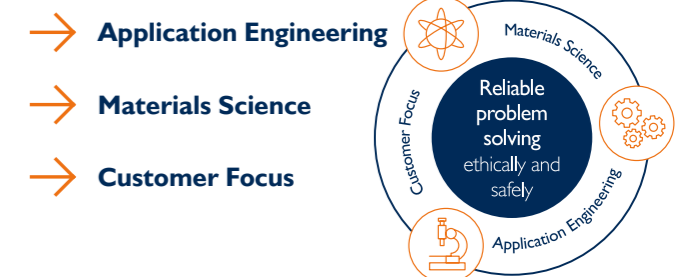 Application Engineering
Materials Science
Customer Focus
Materials Science
Customer Focus
Reliable
problem
solving
ethically and
safely
Application Engineering